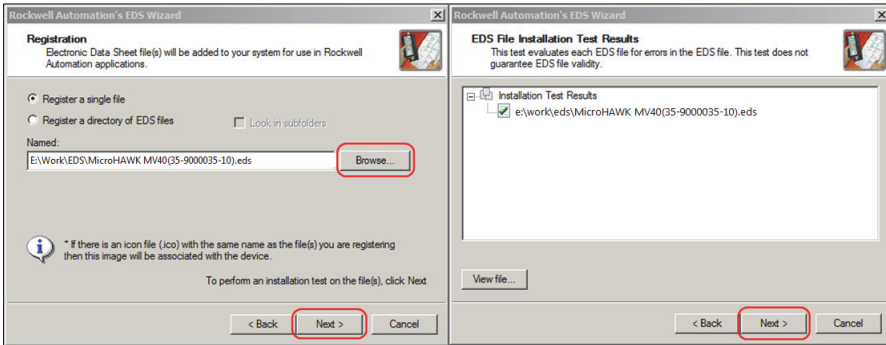 Rockwell Automation's EDS Wizard
Registration
Electronic Data Sheet file(s) will be added to your system for use in Rockwell
Automation applications.
Register a single file
Register a directory of EDS files
Look in subfolders
Named:
E:\Work\EDS\MicroHAWK MV40(35-9000035-10).eds
Browse...
* If there is an icon file (.ico) with the same name as the file(s) you are registering
then this image will be associated with the device.
To perform an installation test on the file(s), click Next
< Back
Next >
Cancel
Rockwell Automation's EDS Wizard
EDS File Installation Test Results
This test evaluates each EDS file for errors in the EDS file. This test does not
guarantee EDS file validity.
Installation Test Results
e:\work\eds\MicroHAWK MV40(35-9000035-10).eds
View file...
< Back
Next >
Cancel